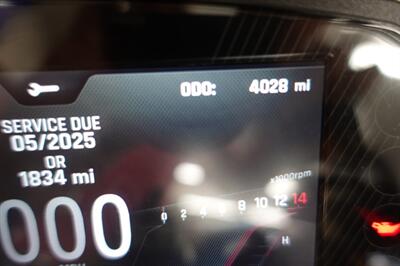 ODO: 4028 mi
SERVICE DUE
05/2025
OR
1834 mi
x1000rpm
0 2 4 6 8 10 12 14
000
H